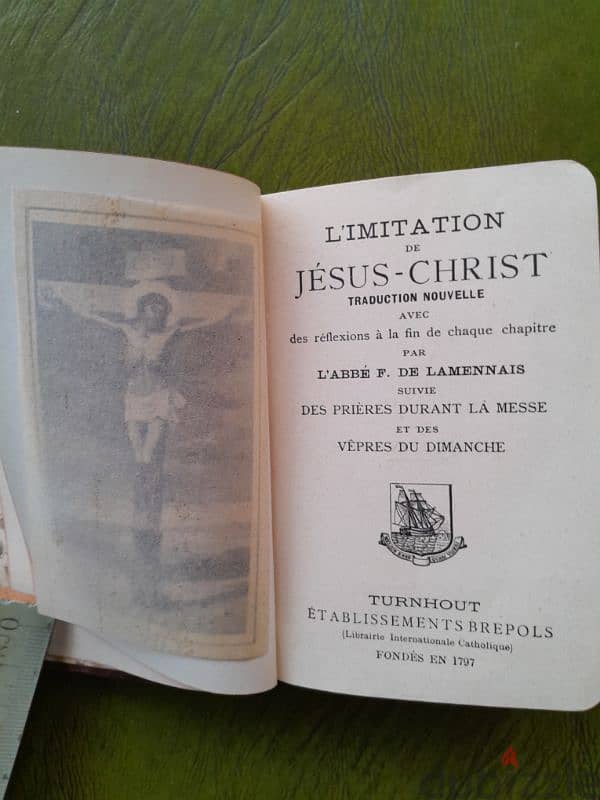 L'IMITATION
DE
JÉSUS-CHRIST
TRADUCTION NOUVELLE
AVEC
des réflexions à la fin de chaque chapitre
PAR
L'ABBÉ F. DE LAMENNAIS
SUIVIE
DES PRIÈRES DURANT LA MESSE
ET DES
VÊPRES DU DIMANCHE
TURNHOUT
ÉTABLISSEMENTS BREPOLS
(Librairie Internationale Catholique)
FONDÉS EN 1797